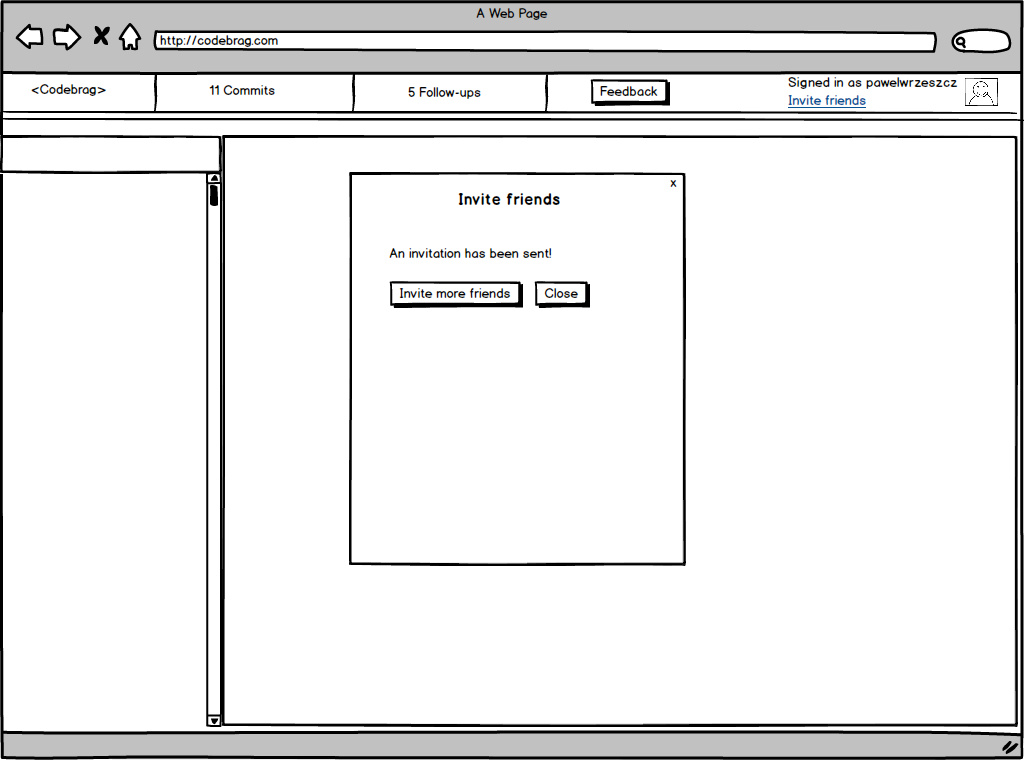 A Web Page
http://codebrag.com
<Codebrag>
11 Commits
5 Follow-ups
Feedback
Signed in as pawelwrzeszcz
Invite friends
x
Invite friends
An invitation has been sent!
Invite more friends
Close